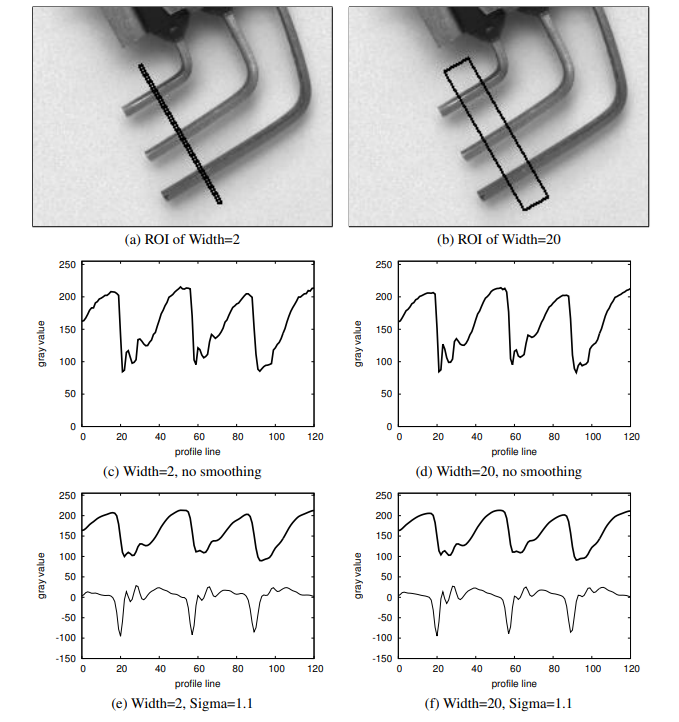 (a) ROI of Width=2
(b) ROI of Width=20
250
200
150
100
50
0
gray value
0 20 40 60 80 100 120
profile line
(c) Width=2, no smoothing
250
200
150
100
50
0
gray value
0 20 40 60 80 100 120
profile line
(d) Width=20, no smoothing
250
200
150
100
50
0
-50
-100
-150
gray value
0 20 40 60 80 100 120
profile line
(e) Width=2, Sigma=1.1
250
200
150
100
50
0
-50
-100
-150
gray value
0 20 40 60 80 100 120
profile line
(f) Width=20, Sigma=1.1